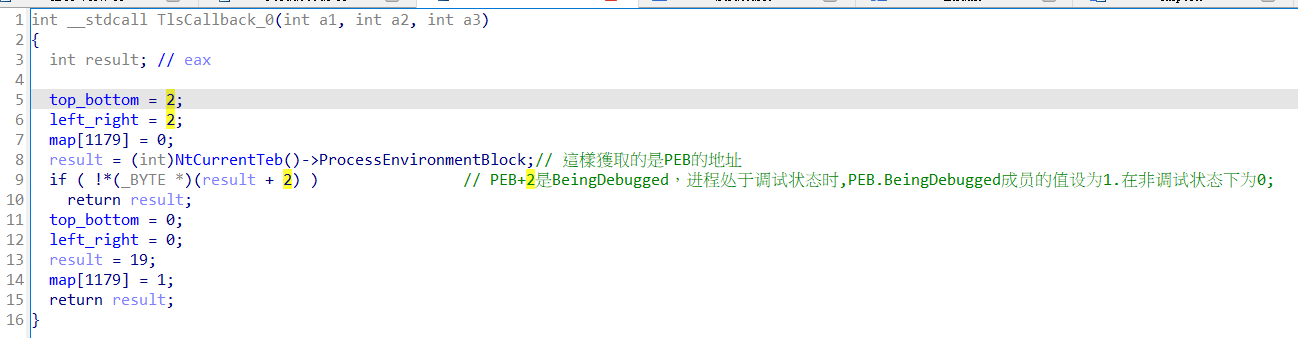 1 int __stdcall TlsCallback_0(int a1, int a2, int a3)
2 {
3 int result; // eax
4
5 top_bottom = 2;
6 left_right = 2;
7 map[1179] = 0;
8 result = (int)NtCurrentTeb()->ProcessEnvironmentBlock;// 這樣獲取的是PEB的地址
9 if ( !*(_BYTE *)(result + 2) ) // PEB+2是BeingDebugged，进程处于调试状态时,PEB.BeingDebugged成员的值设为1.在非调试状态下为0;
10 return result;
11 top_bottom = 0;
12 left_right = 0;
13 result = 19;
14 map[1179] = 1;
15 return result;
16 }